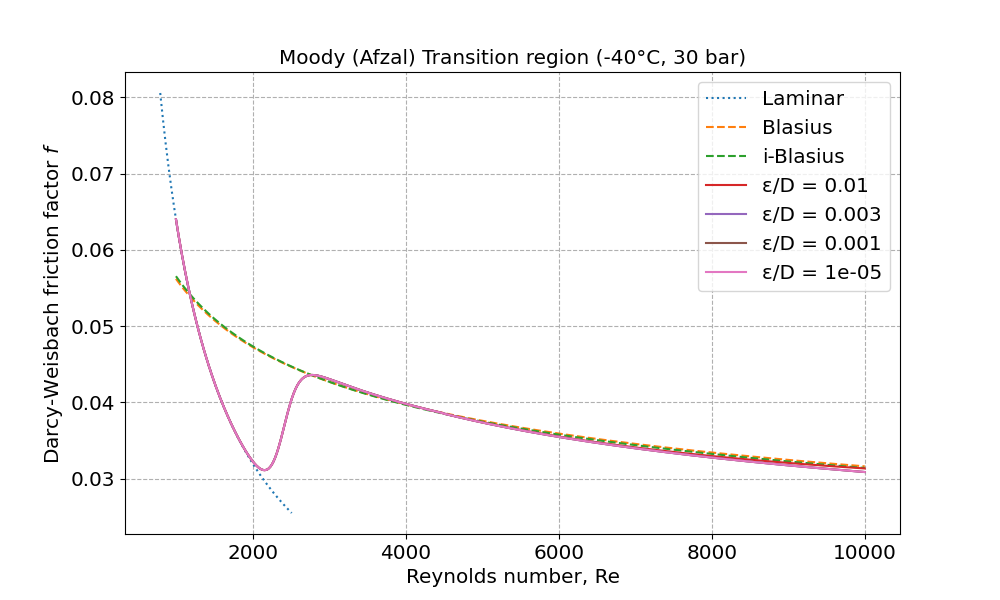 Moody (Afzal) Transition region (-40°C, 30 bar)
Darcy-Weisbach friction factor f
0.08
0.07
0.06
0.05
0.04
0.03
Laminar
Blasius
i-Blasius
ε/D = 0.01
ε/D = 0.003
ε/D = 0.001
ε/D = 1e-05
2000 4000 6000 8000 10000
Reynolds number, Re